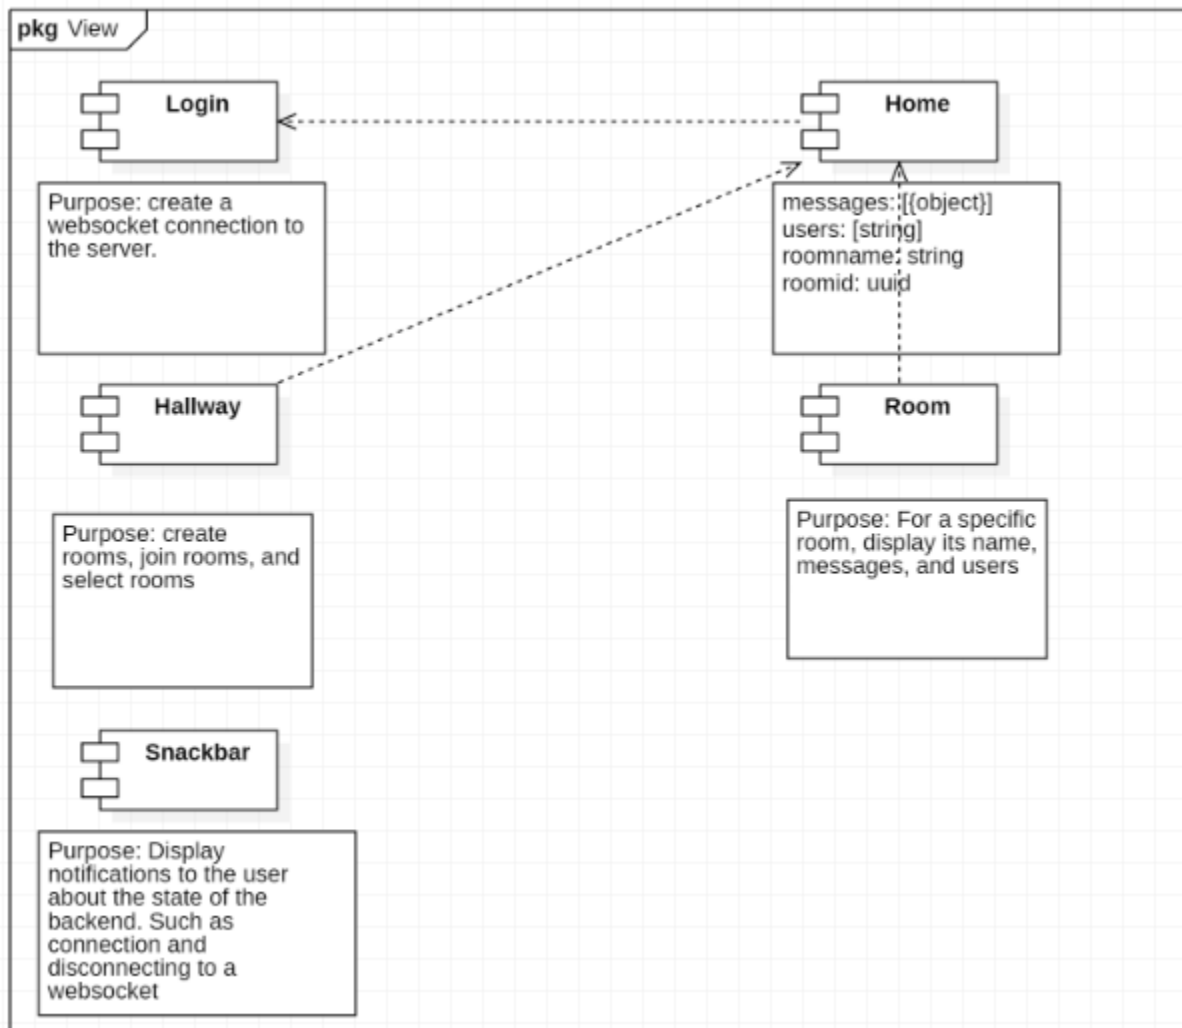 pkg View
Login
Home
Purpose: create a
websocket connection to
the server.
messages: [{object}]
users: [string]
roomname: string
roomid: uuid
Hallway
Room
Purpose: create
rooms, join rooms, and
select rooms
Purpose: For a specific
room, display its name,
messages, and users
Snackbar
Purpose: Display
notifications to the user
about the state of the
backend. Such as
connection and
disconnecting to a
websocket